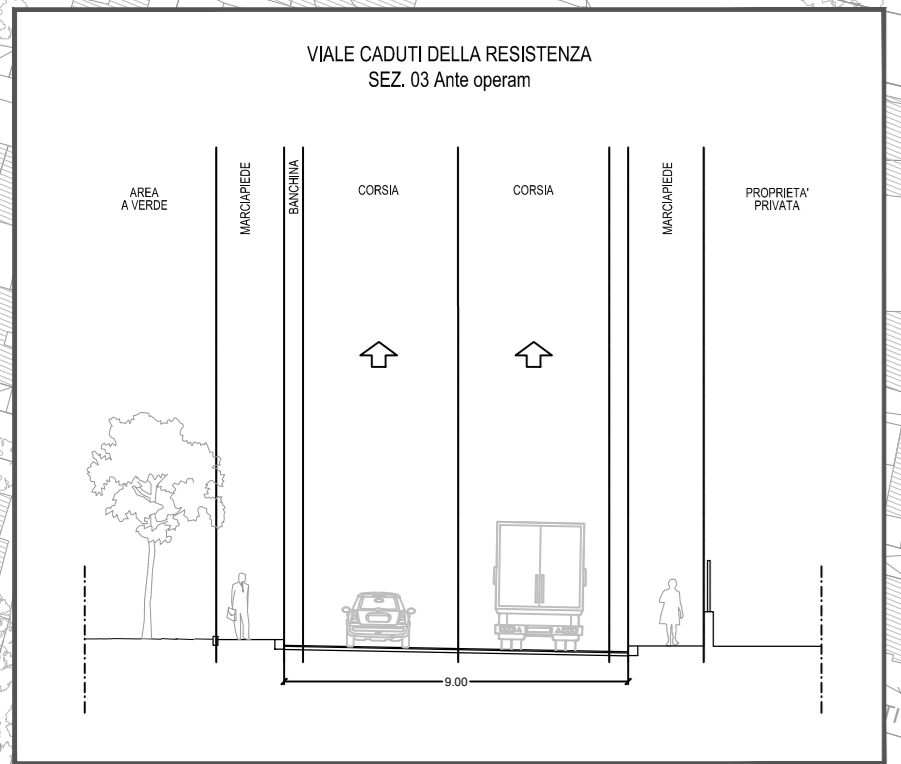 VIALE CADUTI DELLA RESISTENZA
SEZ. 03 Ante operam
AREA
A VERDE
MARCIAPIEDE
BANCHINA
CORSIA
CORSIA
MARCIAPIEDE
PROPRIETA'
PRIVATA
9.00
TI